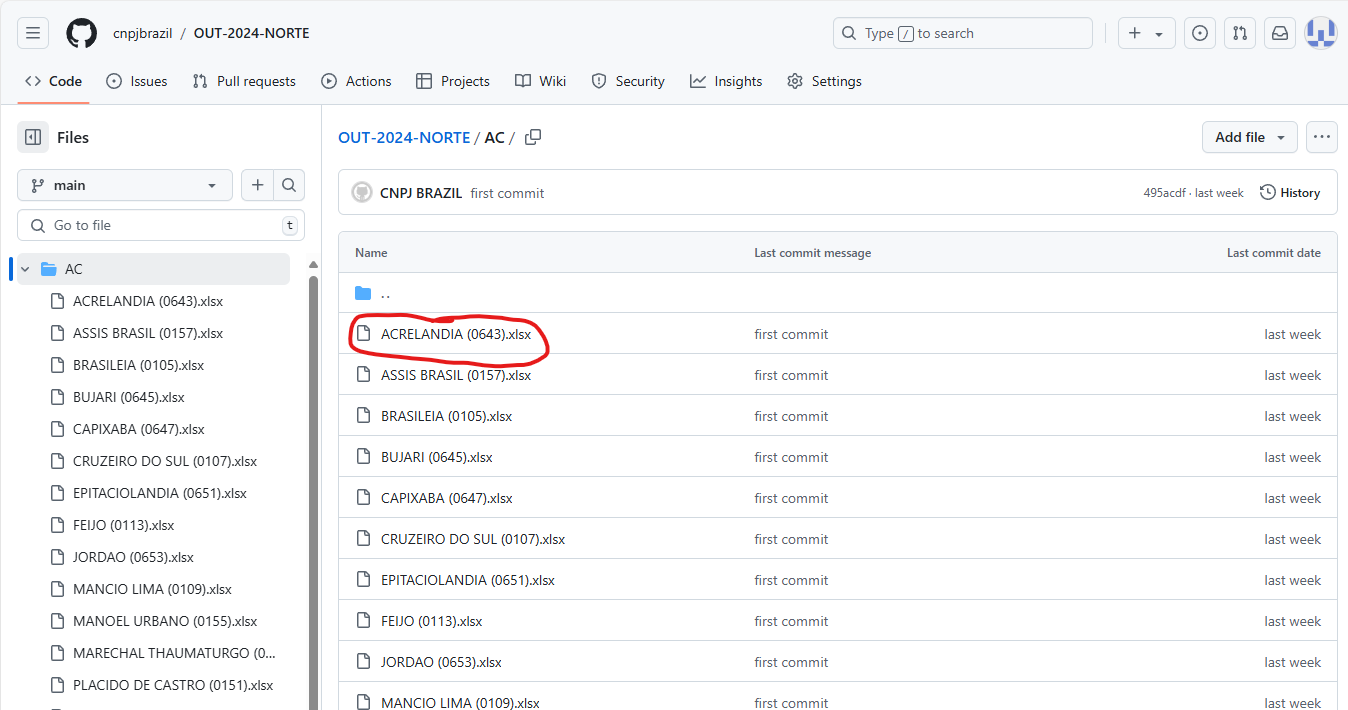 cnpjbrazil / OUT-2024-NORTE
Type / to search
Code Issues Pull requests Actions Projects Wiki Security Insights Settings
Files
main
Go to file t
AC
ACRELANDIA (0643).xlsx
ASSIS BRASIL (0157).xlsx
BRASILEIA (0105).xlsx
BUJARI (0645).xlsx
CAPIXABA (0647).xlsx
CRUZEIRO DO SUL (0107).xlsx
EPITACIOLANDIA (0651).xlsx
FEIJO (0113).xlsx
JORDAO (0653).xlsx
MANCIO LIMA (0109).xlsx
MANOEL URBANO (0155).xlsx
MARECHAL THAUMATURGO (0...
PLACIDO DE CASTRO (0151).xlsx
OUT-2024-NORTE / AC /
Add file ...
CNPJ BRAZIL first commit 495acdf · last week History
Name Last commit message Last commit date
..
ACRELANDIA (0643).xlsx first commit last week
ASSIS BRASIL (0157).xlsx first commit last week
BRASILEIA (0105).xlsx first commit last week
BUJARI (0645).xlsx first commit last week
CAPIXABA (0647).xlsx first commit last week
CRUZEIRO DO SUL (0107).xlsx first commit last week
EPITACIOLANDIA (0651).xlsx first commit last week
FEIJO (0113).xlsx first commit last week
JORDAO (0653).xlsx first commit last week
MANCIO LIMA (0109).xlsx first commit last week